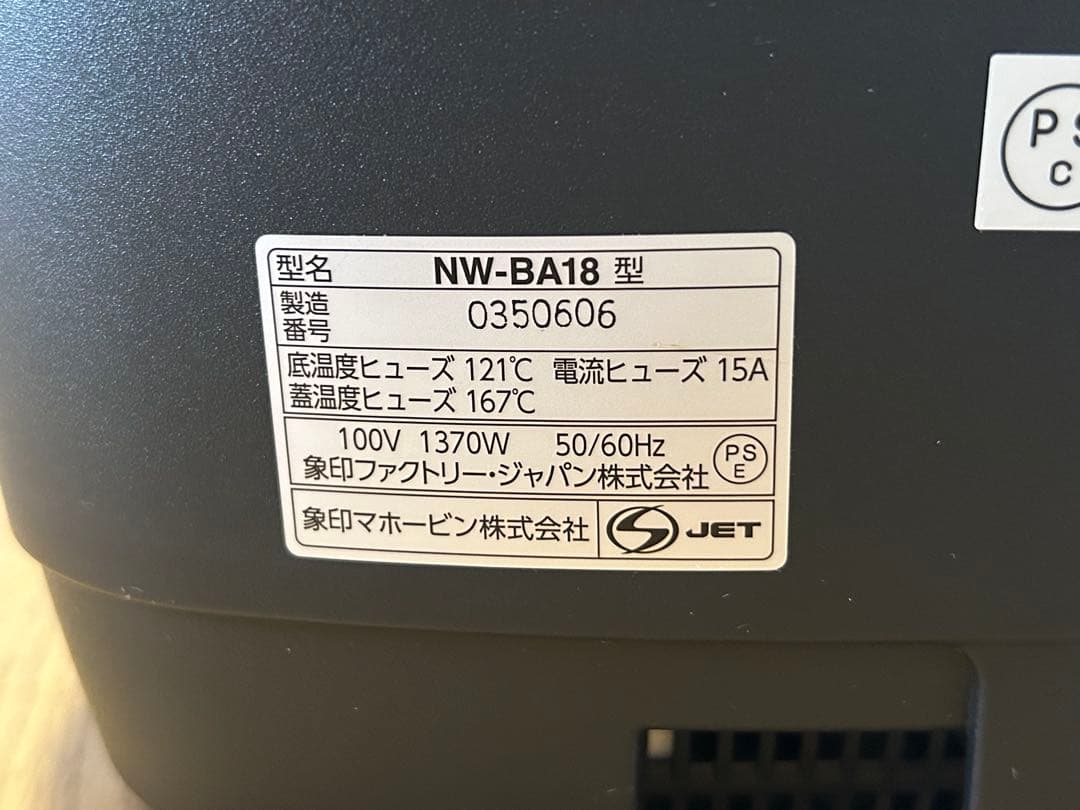 型名 NW-BA18 型
製造番号 0350606
底温度ヒューズ 121℃ 電流ヒューズ 15A
蓋温度ヒューズ 167℃
100V 1370W 50/60Hz
象印ファクトリー・ジャパン株式会社 PSE
象印マホービン株式会社 JET
PS
C